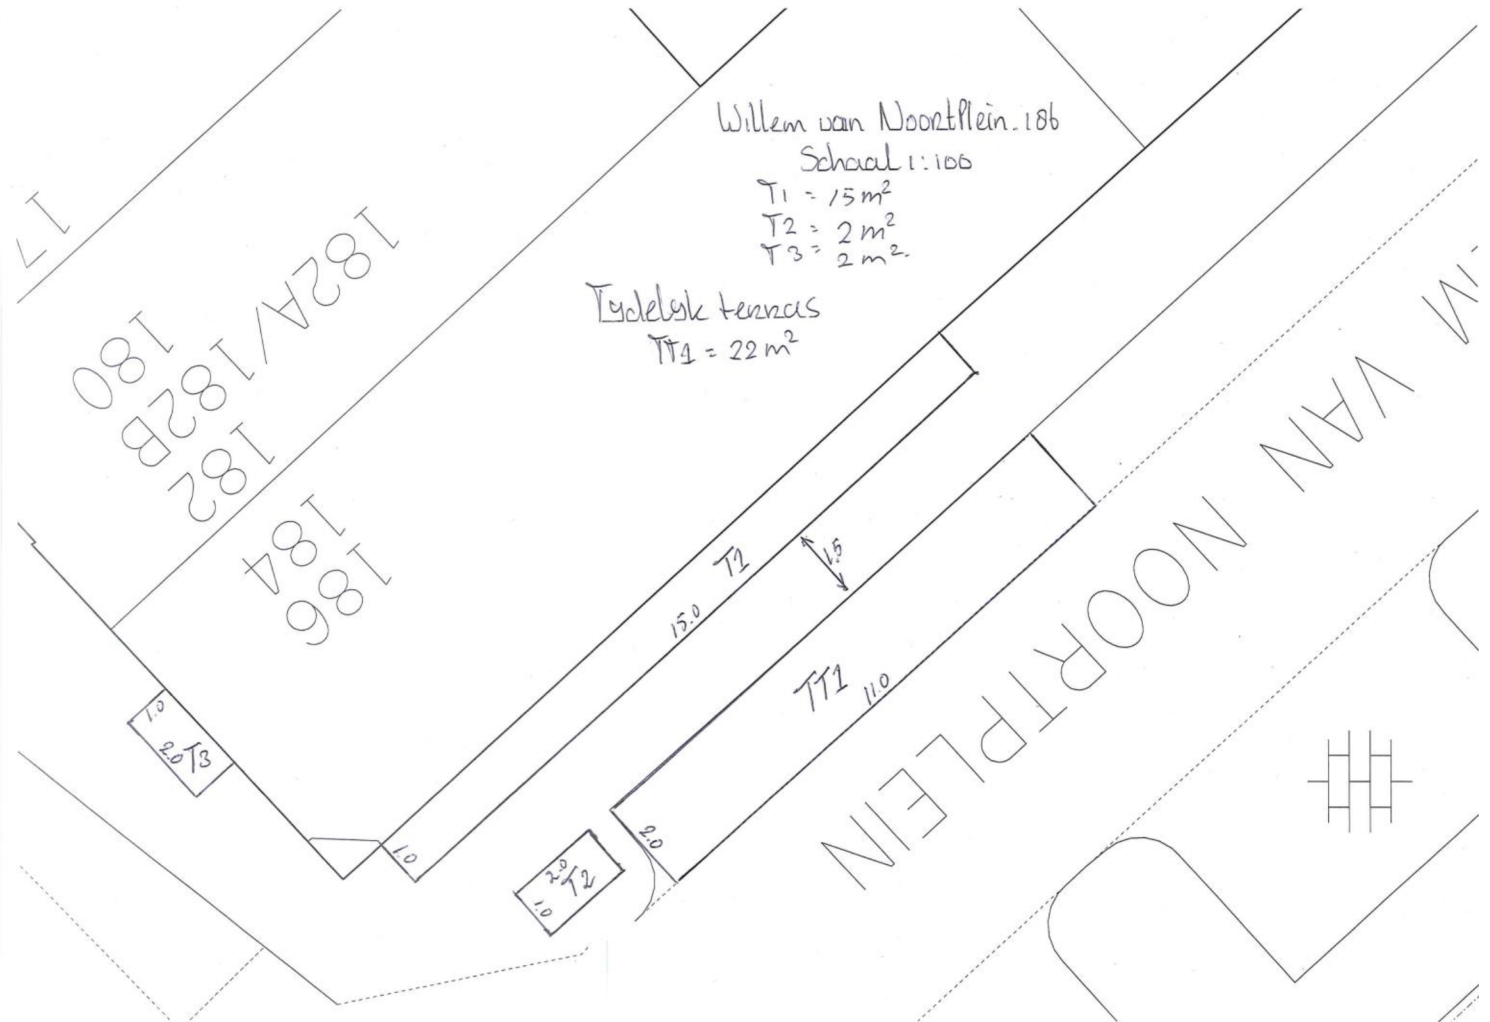 Willem van NoortPlein 186
Schaal 1:100
T1 = 15 m²
T2 = 2 m²
T3 = 2 m².
Tydelyk terras
TT1 = 22 m²
17
182A/182B
180
182
184
186
T1
15.0
1.0
1.5
TT1
11.0
2.0
T2
2.0
1.0
T3
2.0
1.0
M VAN NOORTPLEIN